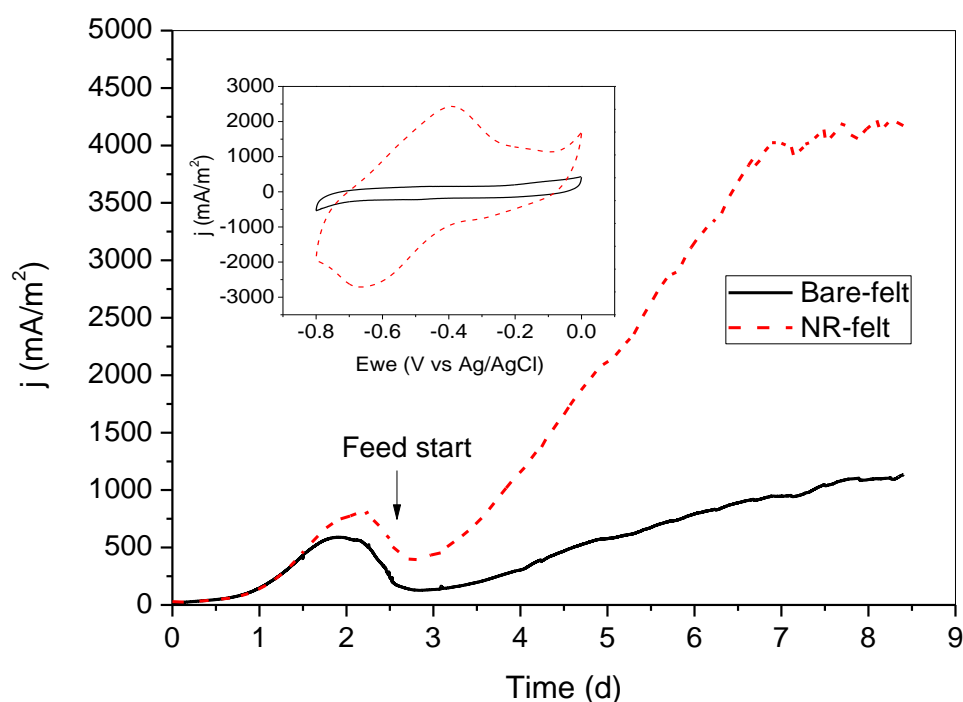 5000
4500
4000
3500
3000
2500
2000
1500
1000
500
0
j (mA/m²)
0 1 2 3 4 5 6 7 8 9
Time (d)
3000
2000
1000
0
-1000
-2000
-3000
j (mA/m²)
-0.8 -0.6 -0.4 -0.2 0.0
Ewe (V vs Ag/AgCl)
Bare-felt
NR-felt
Feed start